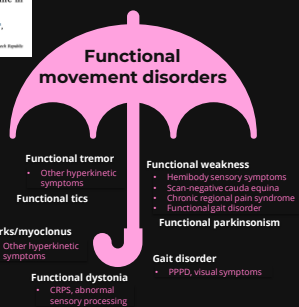 Functional
movement disorders
Functional tremor
• Other hyperkinetic
symptoms
Functional tics
rks/myoclonus
Other hyperkinetic
symptoms
Functional dystonia
• CRPS, abnormal
sensory processing
Functional weakness
• Hemibody sensory symptoms
• Scan-negative cauda equina
• Chronic regional pain syndrome
• Functional gait disorder
Functional parkinsonism
Gait disorder
• PPPD, visual symptoms